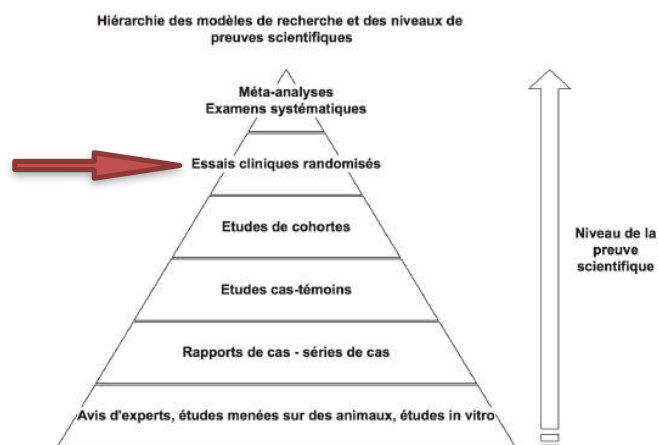 Hiérarchie des modèles de recherche et des niveaux de
preuves scientifiques
Méta-analyses
Examens systématiques
Essais cliniques randomisés
Etudes de cohortes
Etudes cas-témoins
Rapports de cas - séries de cas
Avis d'experts, études menées sur des animaux, études in vitro
Niveau de la
preuve
scientifique